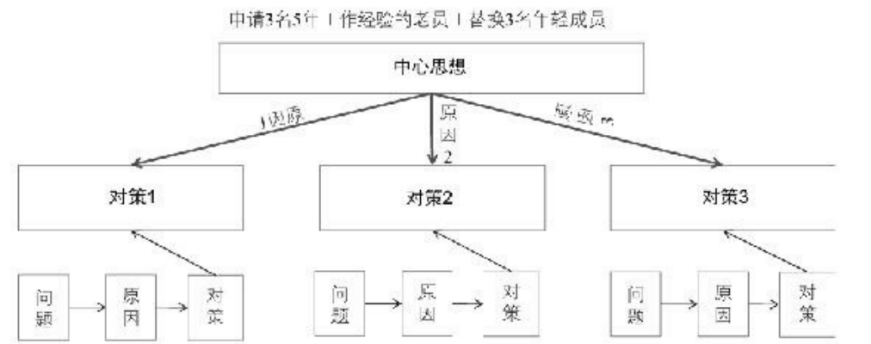 申请3名5年工作经验的老员工替换3名年轻成员
中心思想
原因1
原因2
原因3
对策1
对策2
对策3
问题
原因
对策
问题
原因
对策
问题
原因
对策